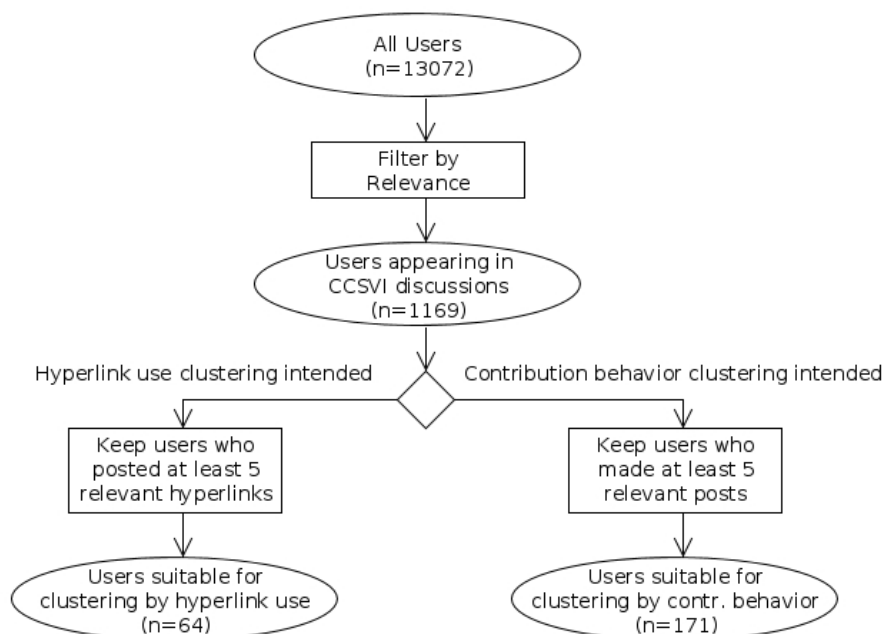 All Users
(n=13072)
Filter by
Relevance
Users appearing in
CCSVI discussions
(n=1169)
Hyperlink use clustering intended
Contribution behavior clustering intended
Keep users who
posted at least 5
relevant hyperlinks
Keep users who
made at least 5
relevant posts
Users suitable for
clustering by hyperlink use
(n=64)
Users suitable for
clustering by contr. behavior
(n=171)